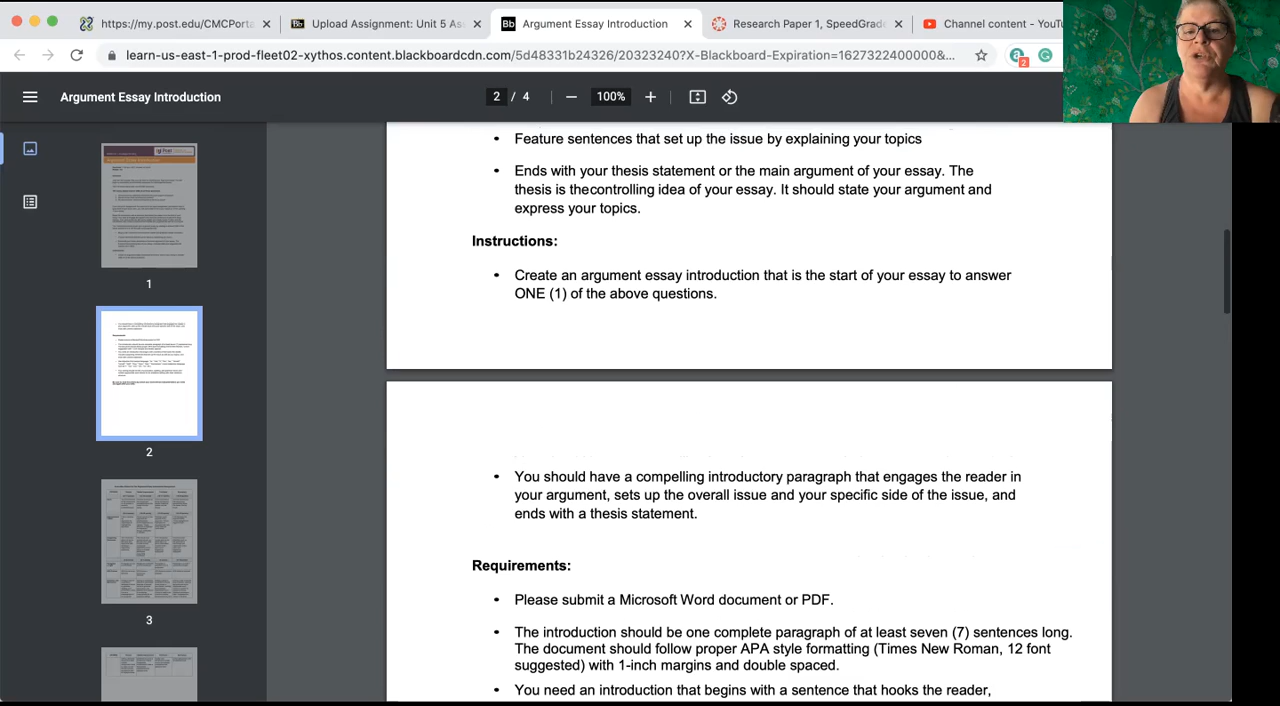 https://my.post.edu/CMCPorta
Bb Upload Assignment: Unit 5 Ass
Bb Argument Essay Introduction
Research Paper 1, SpeedGrade
Channel content - YouTu
learn-us-east-1-prod-fleet02-xythos.content.blackboardcdn.com/5d48331b24326/20323240?X-Blackboard-Expiration=1627322400000&...
2
Argument Essay Introduction
2 / 4
100%
• Feature sentences that set up the issue by explaining your topics
• Ends with your thesis statement or the main argument of your essay. The
thesis is thecontrolling idea of your essay. It should state your argument and
express your topics.
Instructions:
• Create an argument essay introduction that is the start of your essay to answer
ONE (1) of the above questions.
• You should have a compelling introductory paragraph that engages the reader in
your argument, sets up the overall issue and your specific side of the issue, and
ends with a thesis statement.
Requirements:
• Please submit a Microsoft Word document or PDF.
• The introduction should be one complete paragraph of at least seven (7) sentences long.
The document should follow proper APA style formatting (Times New Roman, 12 font
suggested) with 1-inch margins and double spaced.
• You need an introduction that begins with a sentence that hooks the reader,
1
2
3